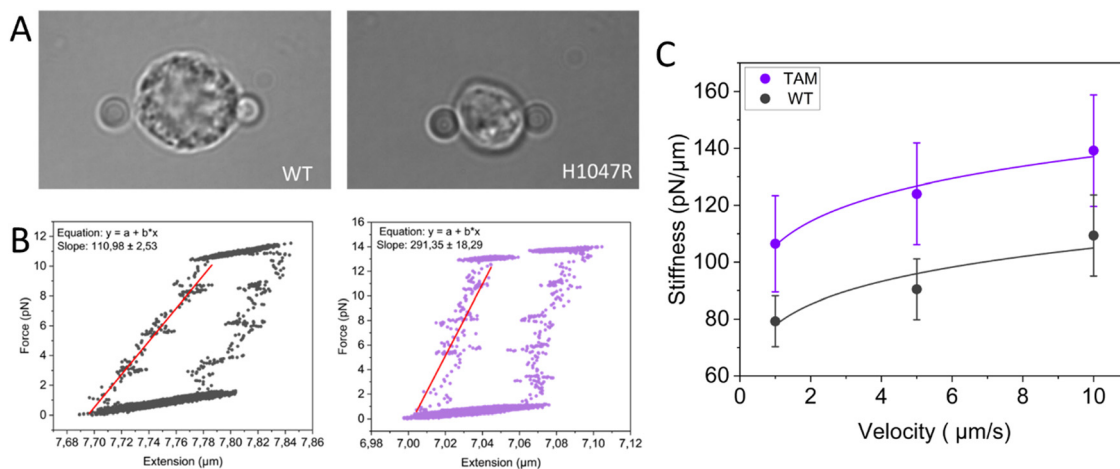 A
WT
H1047R
B
Equation: y = a + b*x
Slope: 110,98 ± 2,53
12
11
10
8
6
4
2
0
Force (pN)
7,68 7,70 7,72 7,74 7,76 7,78 7,80 7,82 7,84 7,86
Extension (µm)
Equation: y = a + b*x
Slope: 291,35 ± 18,29
16
14
12
10
8
6
4
2
0
Force (pN)
6,98 7,00 7,02 7,04 7,06 7,08 7,10 7,12
Extension (µm)
C
TAM
WT
160
140
120
100
80
60
Stiffness (pN/µm)
0 2 4 6 8 10
Velocity ( µm/s)